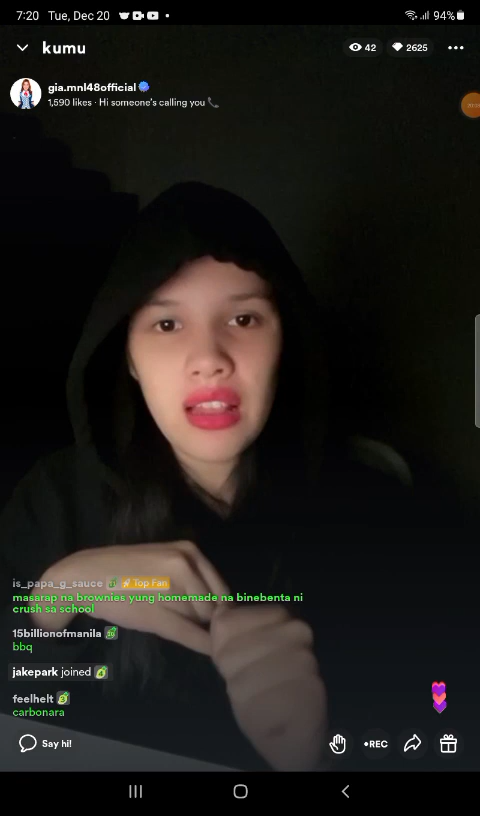 7:20 Tue, Dec 20 94%
kumu 42 2625
gia.mnl48official
1,590 likes · Hi someone's calling you 📞
is_papa_g_sauce Top Fan
masarap na brownies yung homemade na binebenta ni
crush sa school
15billionofmanila
bbq
jakepark joined
feelhelt
carbonara
Say hi! •REC